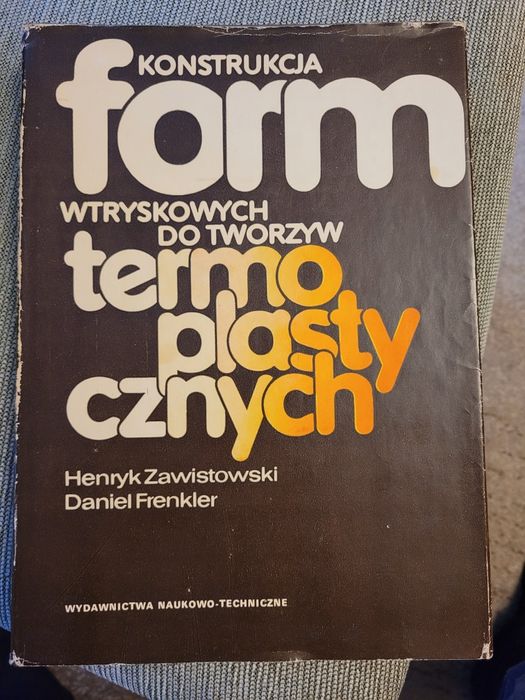 KONSTRUKCJA
form
WTRYSKOWYCH
DO TWORZYW
termo
plasty
cznych
Henryk Zawistowski
Daniel Frenkler
WYDAWNICTWA NAUKOWO-TECHNICZNE